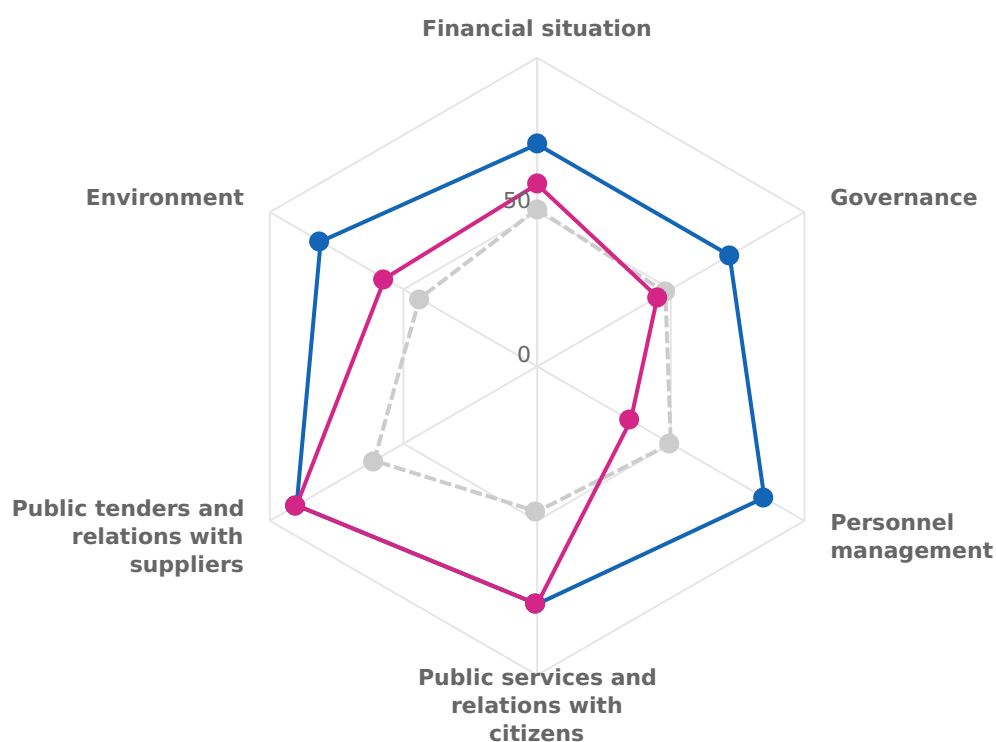 Financial situation
Environment
50
Governance
0
Public tenders and
relations with
suppliers
Personnel
management
Public services and
relations with
citizens